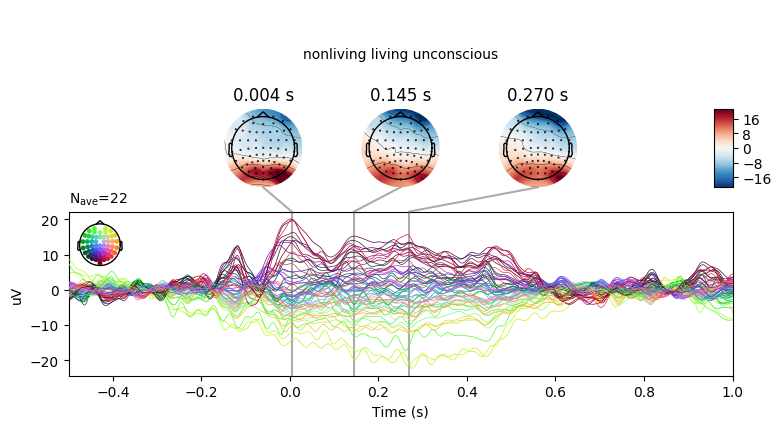 nonliving living unconscious
0.004 s 0.145 s 0.270 s
16
8
0
−8
−16
Nave=22
20
10
0
−10
−20
uV
−0.4 −0.2 0.0 0.2 0.4 0.6 0.8 1.0
Time (s)